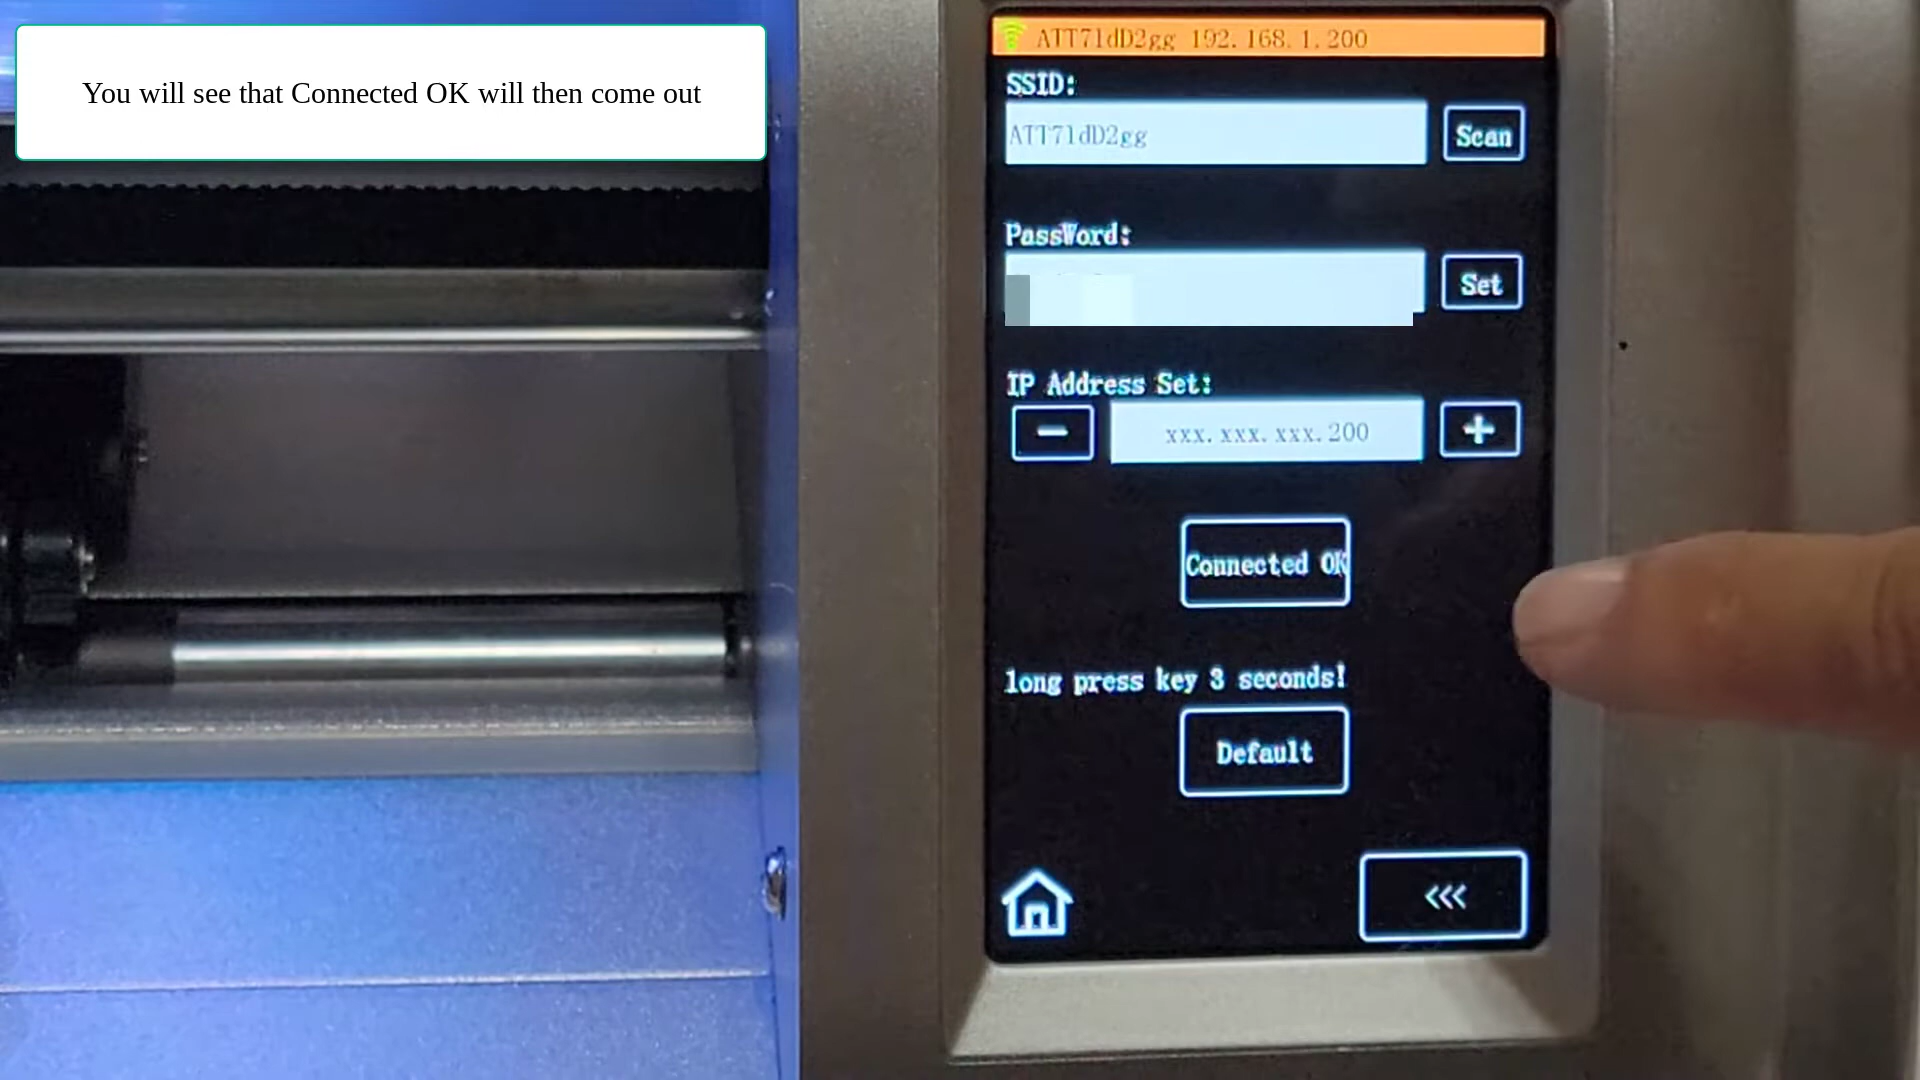 You will see that Connected OK will then come out
ATT71dD2gg 192.168.1.200
SSID:
ATT71dD2gg
Scan
PassWord:
Set
IP Address Set:
xxx.xxx.xxx.200
Connected OK
long press key 3 seconds!
Default